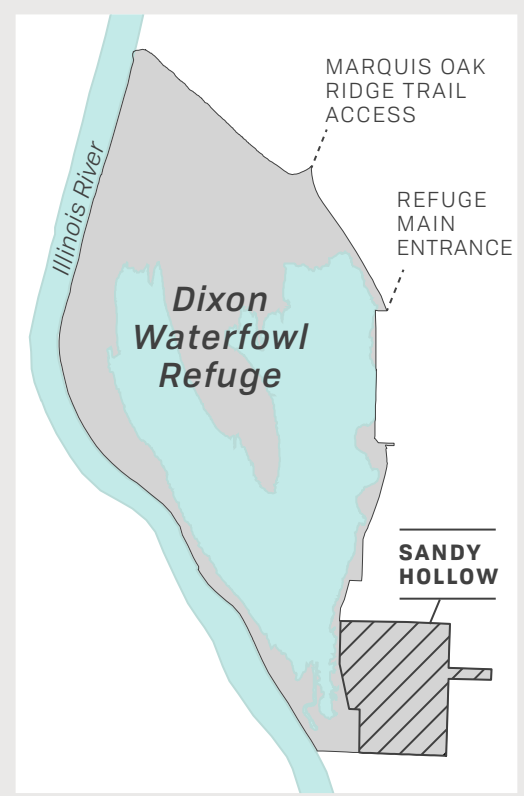 MARQUIS OAK
RIDGE TRAIL
ACCESS
Illinois River
REFUGE
MAIN
ENTRANCE
Dixon
Waterfowl
Refuge
SANDY
HOLLOW